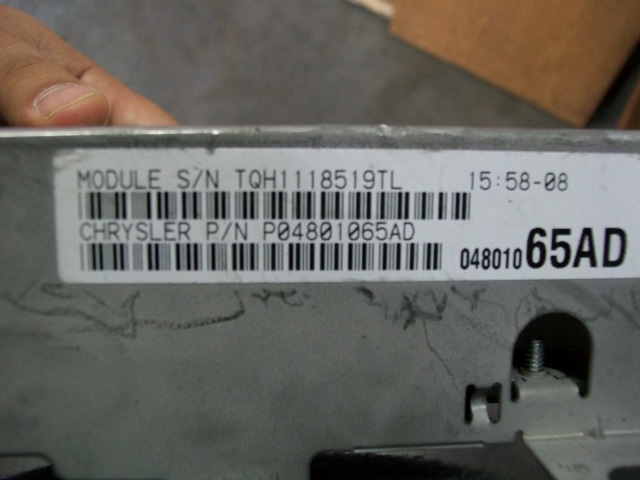 MODULE S/N TQH1118519TL 15:58-08
CHRYSLER P/N P04801065AD
04801065AD